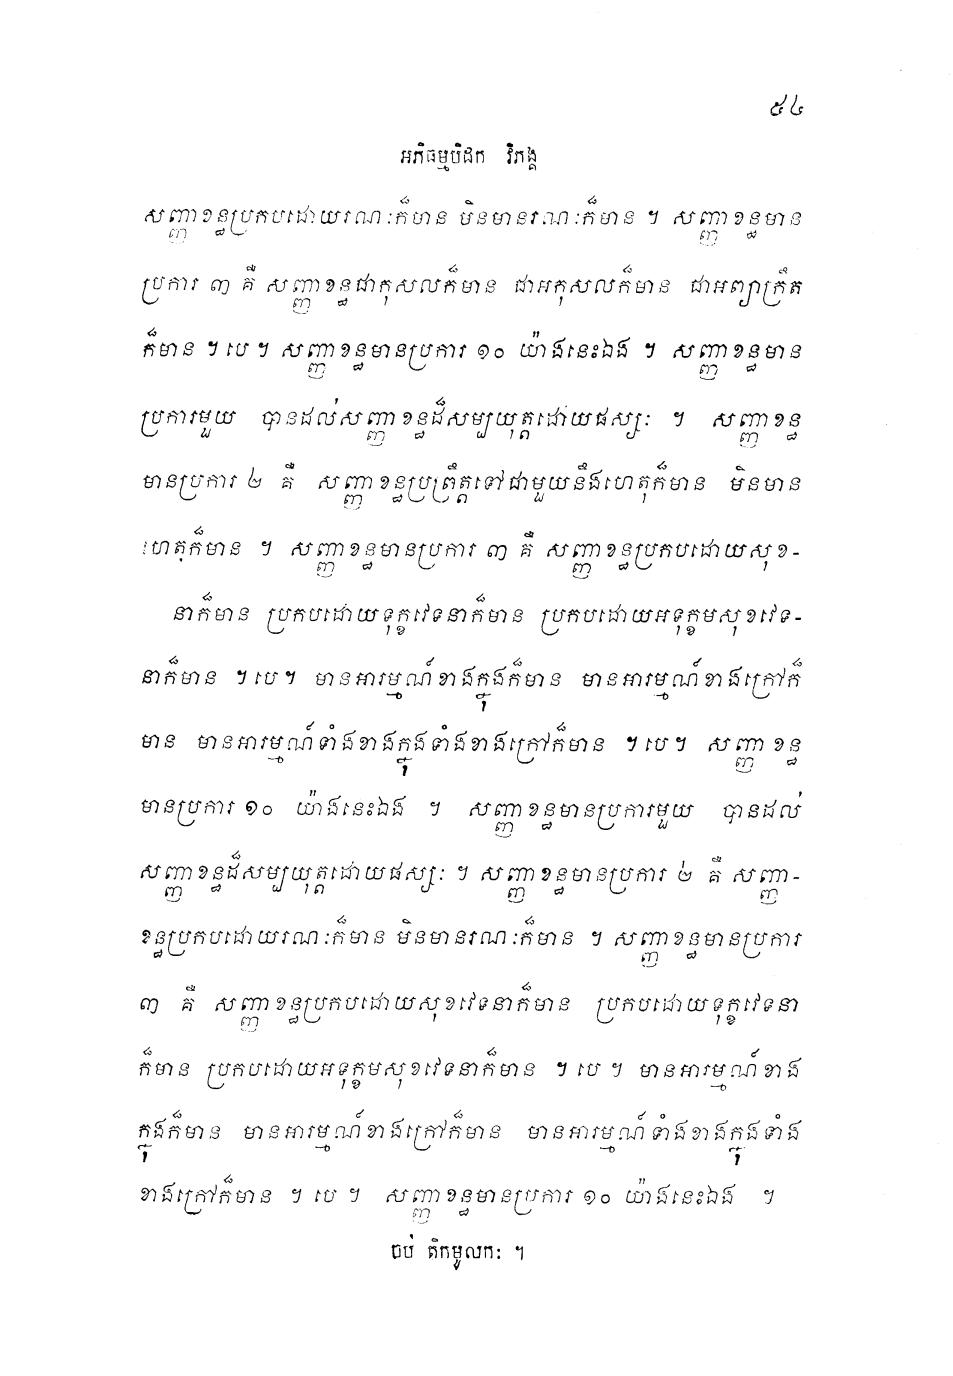 ៥៤
អភិធម្មបិដក វិភង្គ
សញ្ញាខន្ធប្រកបដោយរណៈក៏មាន មិនមានរណៈក៏មាន ។ សញ្ញាខន្ធមាន
ប្រការ ៣ គឺ សញ្ញាខន្ធជាកុសលក៏មាន ជាអកុសលក៏មាន ជាអព្យាក្រឹត
ក៏មាន ។ បេ ។ សញ្ញាខន្ធមានប្រការ ១០ យ៉ាងនេះឯង ។ សញ្ញាខន្ធមាន
ប្រការមួយ បានដល់សញ្ញាខន្ធដ៏សម្បយុត្តដោយផស្សៈ ។ សញ្ញាខន្ធ
មានប្រការ ២ គឺ សញ្ញាខន្ធប្រព្រឹត្តទៅជាមួយនឹងហេតុក៏មាន មិនមាន
ហេតុក៏មាន ។ សញ្ញាខន្ធមានប្រការ ៣ គឺ សញ្ញាខន្ធប្រកបដោយសុខ-
នាក៏មាន ប្រកបដោយទុក្ខវេទនាក៏មាន ប្រកបដោយអទុក្ខមសុខវេទ-
នាក៏មាន ។ បេ ។ មានអារម្មណ៍ខាងក្នុងក៏មាន មានអារម្មណ៍ខាងក្រៅក៏
មាន មានអារម្មណ៍ទាំងខាងក្នុងទាំងខាងក្រៅក៏មាន ។ បេ ។ សញ្ញាខន្ធ
មានប្រការ ១០ យ៉ាងនេះឯង ។ សញ្ញាខន្ធមានប្រការមួយ បានដល់
សញ្ញាខន្ធដ៏សម្បយុត្តដោយផស្សៈ ។ សញ្ញាខន្ធមានប្រការ ២ គឺ សញ្ញា-
ខន្ធប្រកបដោយរណៈក៏មាន មិនមានរណៈក៏មាន ។ សញ្ញាខន្ធមានប្រការ
៣ គឺ សញ្ញាខន្ធប្រកបដោយសុខវេទនាក៏មាន ប្រកបដោយទុក្ខវេទនា
ក៏មាន ប្រកបដោយអទុក្ខមសុខវេទនាក៏មាន ។ បេ ។ មានអារម្មណ៍ខាង
ក្នុងក៏មាន មានអារម្មណ៍ខាងក្រៅក៏មាន មានអារម្មណ៍ទាំងខាងក្នុងទាំង
ខាងក្រៅក៏មាន ។ បេ ។ សញ្ញាខន្ធមានប្រការ ១០ យ៉ាងនេះឯង ។
ចប់ តិកមូលកៈ ។